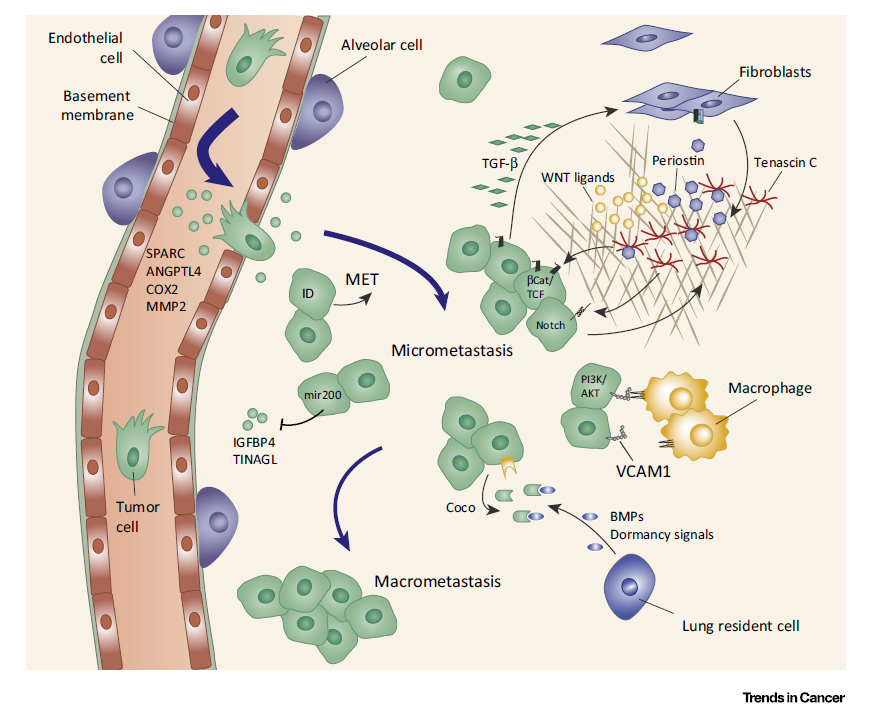 Endothelial
cell
Alveolar cell
Basement
membrane
Fibroblasts
TGF-β
Periostin
Tenascin C
WNT ligands
SPARC
ANGPTL4
COX2
MMP2
ID
MET
βCat/
TCF
Notch
Micrometastasis
mir200
IGFBP4
TINAGL
PI3K/
AKT
Macrophage
VCAM1
Coco
BMPs
Dormancy signals
Tumor
cell
Macrometastasis
Lung resident cell
Trends in Cancer